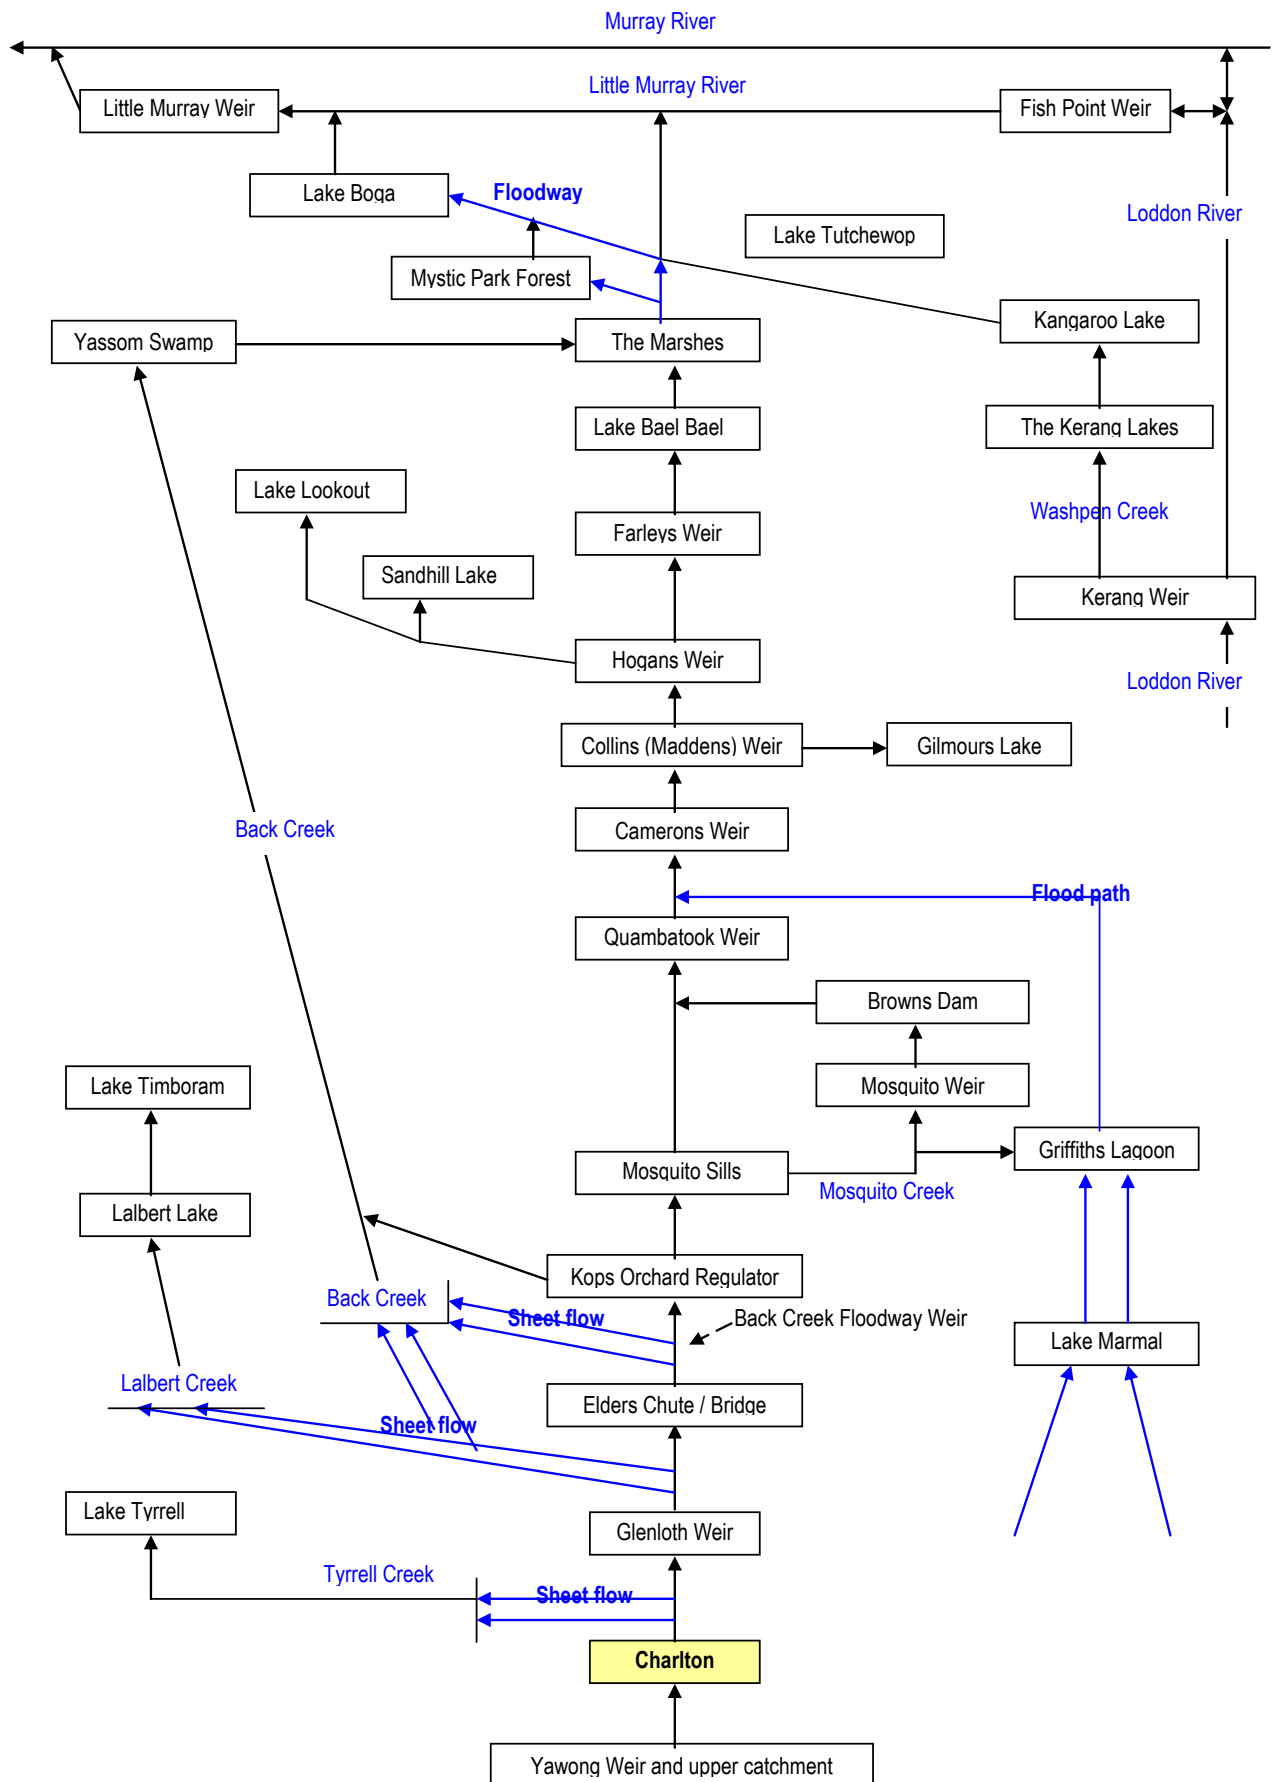 Murray River
Little Murray River
Little Murray Weir
Fish Point Weir
Lake Boga
Floodway
Loddon River
Lake Tutchewop
Mystic Park Forest
Kangaroo Lake
Yassom Swamp
The Marshes
Lake Bael Bael
The Kerang Lakes
Lake Lookout
Washpen Creek
Farleys Weir
Sandhill Lake
Kerang Weir
Hogans Weir
Loddon River
Collins (Maddens) Weir
Gilmours Lake
Back Creek
Camerons Weir
Flood path
Quambatook Weir
Browns Dam
Lake Timboram
Mosquito Weir
Griffiths Lagoon
Mosquito Sills
Mosquito Creek
Lalbert Lake
Kops Orchard Regulator
Back Creek
Sheet flow
Back Creek Floodway Weir
Lake Marmal
Lalbert Creek
Elders Chute / Bridge
Sheet flow
Lake Tyrrell
Glenloth Weir
Tyrrell Creek
Sheet flow
Charlton
Yawong Weir and upper catchment